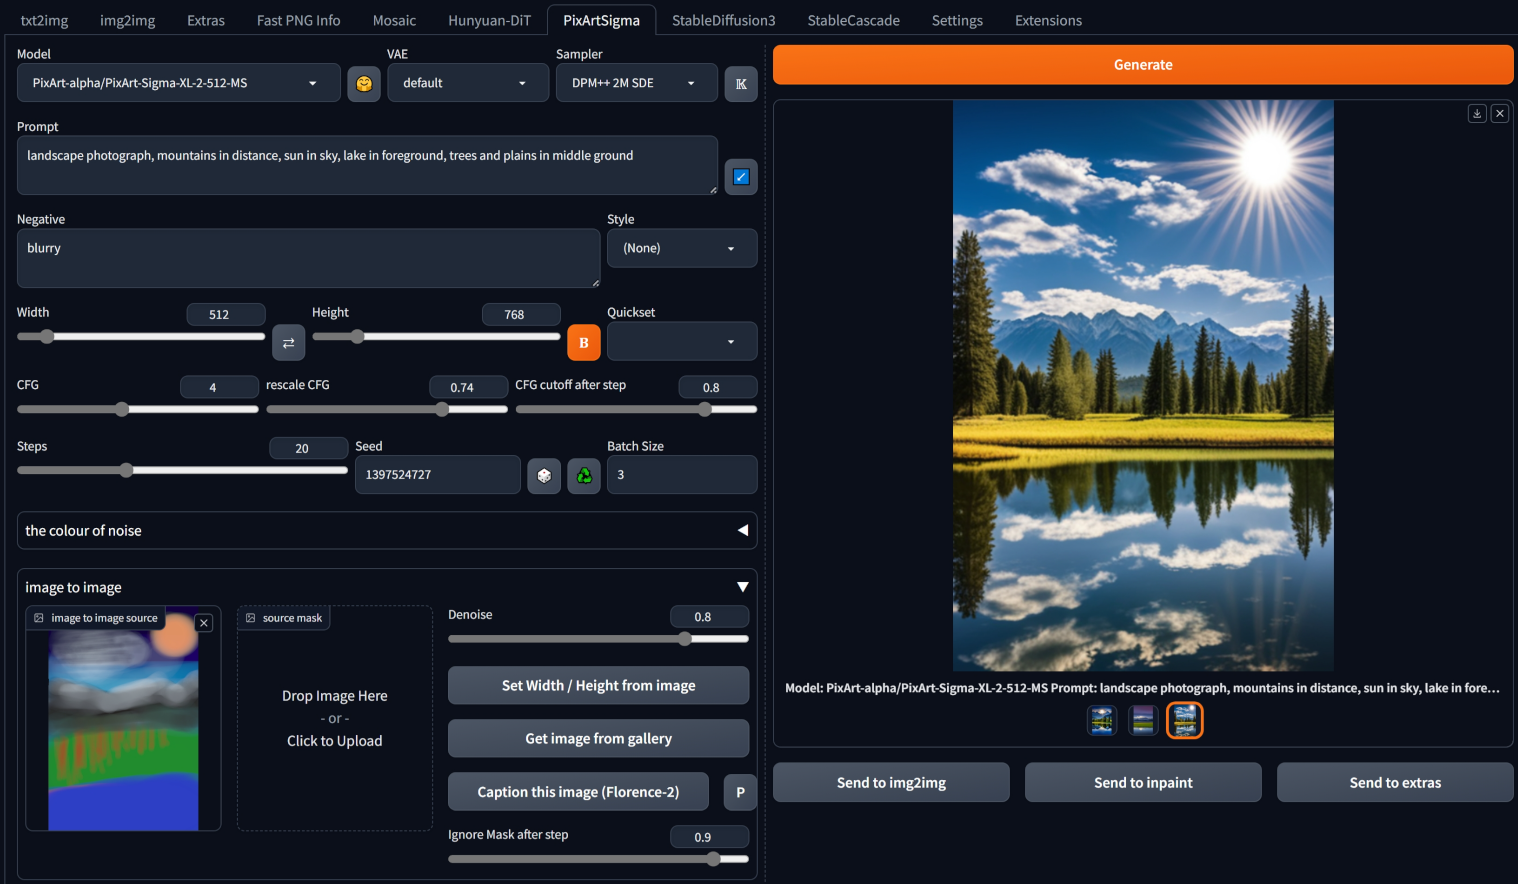 txt2img img2img Extras Fast PNG Info Mosaic Hunyuan-DiT PixArtSigma StableDiffusion3 StableCascade Settings Extensions
Model VAE Sampler
PixArt-alpha/PixArt-Sigma-XL-2-512-MS default DPM++ 2M SDE K
Generate
Prompt
landscape photograph, mountains in distance, sun in sky, lake in foreground, trees and plains in middle ground
Negative Style
blurry (None)
Width 512 Height 768 Quickset
B
CFG 4 rescale CFG 0.74 CFG cutoff after step 0.8
Steps 20 Seed Batch Size
1397524727 3
the colour of noise
image to image
image to image source
source mask
Drop Image Here
- or -
Click to Upload
Denoise 0.8
Set Width / Height from image
Get image from gallery
Caption this image (Florence-2) P
Ignore Mask after step 0.9
Model: PixArt-alpha/PixArt-Sigma-XL-2-512-MS Prompt: landscape photograph, mountains in distance, sun in sky, lake in fore...
Send to img2img Send to inpaint Send to extras